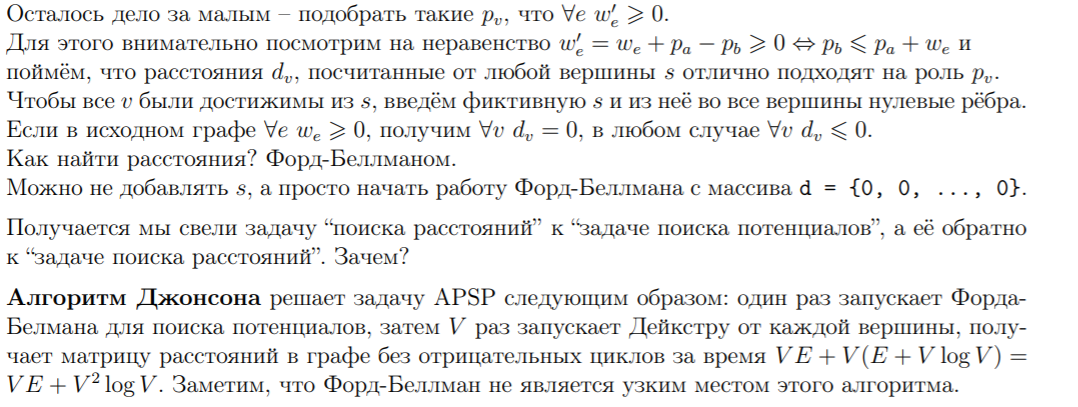 Осталось дело за малым – подобрать такие $p_v$, что $\forall e\ w'_e \geqslant 0$.
Для этого внимательно посмотрим на неравенство $w'_e = w_e + p_a - p_b \geqslant 0 \Leftrightarrow p_b \leqslant p_a + w_e$ и
поймём, что расстояния $d_v$, посчитанные от любой вершины $s$ отлично подходят на роль $p_v$.
Чтобы все $v$ были достижимы из $s$, введём фиктивную $s$ и из неё во все вершины нулевые рёбра.
Если в исходном графе $\forall e\ w_e \geqslant 0$, получим $\forall v\ d_v = 0$, в любом случае $\forall v\ d_v \leqslant 0$.
Как найти расстояния? Форд-Беллманом.
Можно не добавлять $s$, а просто начать работу Форд-Беллмана с массива d = {0, 0, ..., 0}.
Получается мы свели задачу “поиска расстояний” к “задаче поиска потенциалов”, а её обратно
к “задаче поиска расстояний”. Зачем?
Алгоритм Джонсона решает задачу APSP следующим образом: один раз запускает Форда-
Белмана для поиска потенциалов, затем $V$ раз запускает Дейкстру от каждой вершины, полу-
чает матрицу расстояний в графе без отрицательных циклов за время $VE + V(E + V \log V) =$
$VE + V^2 \log V$. Заметим, что Форд-Беллман не является узким местом этого алгоритма.